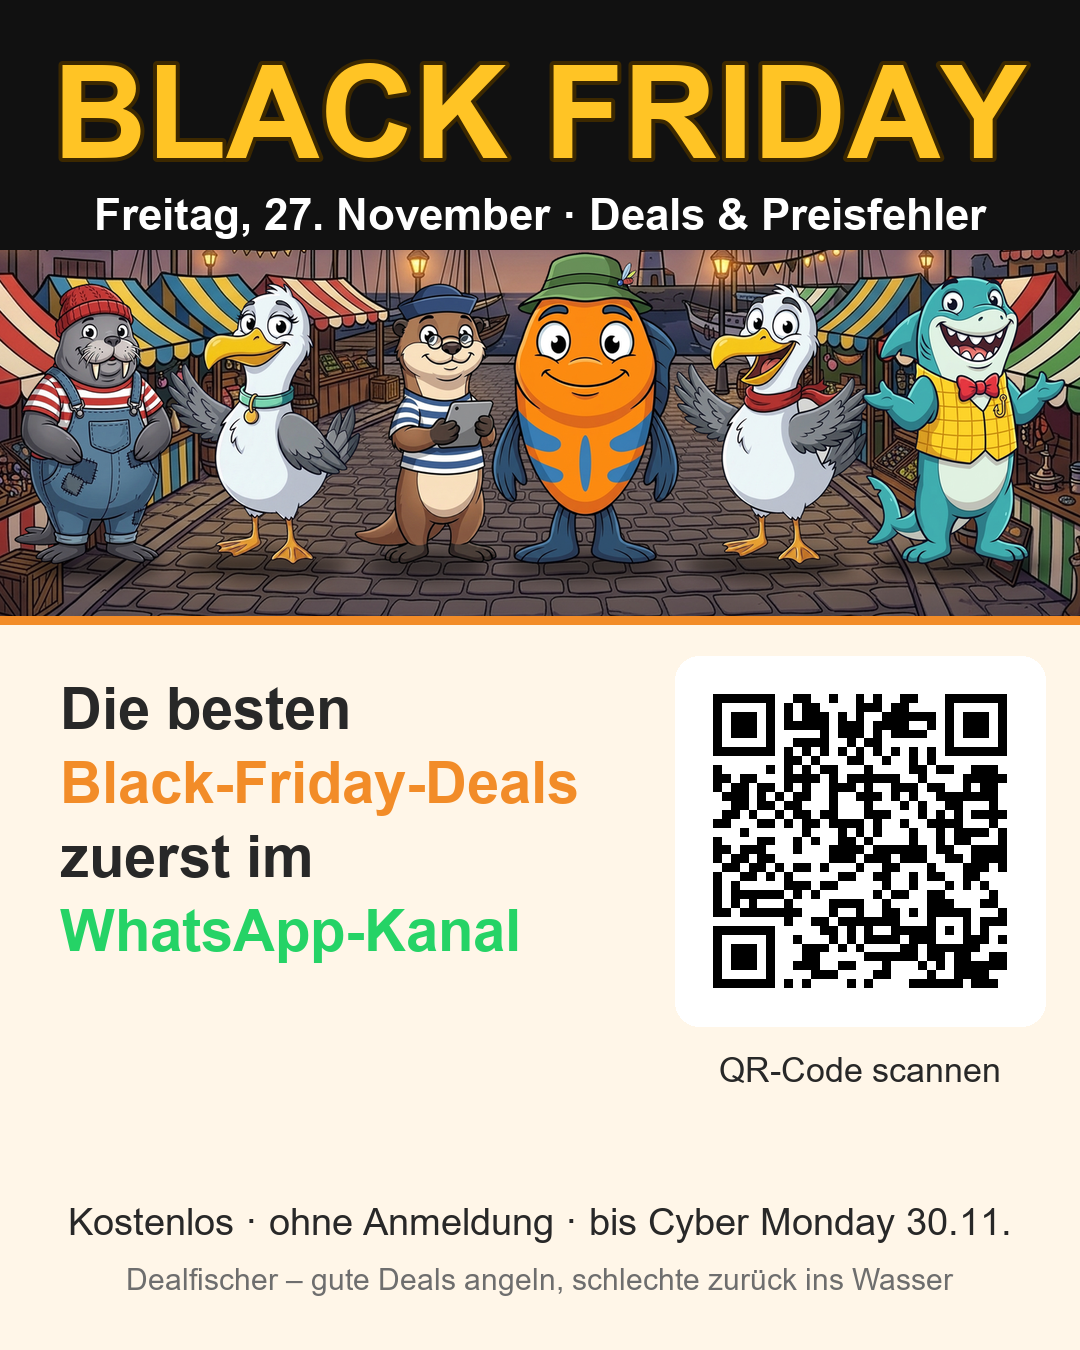 BLACK FRIDAY
Freitag, 27. November · Deals & Preisfehler
Die besten
Black-Friday-Deals
zuerst im
WhatsApp-Kanal
QR-Code scannen
Kostenlos · ohne Anmeldung · bis Cyber Monday 30.11.
Dealfischer – gute Deals angeln, schlechte zurück ins Wasser